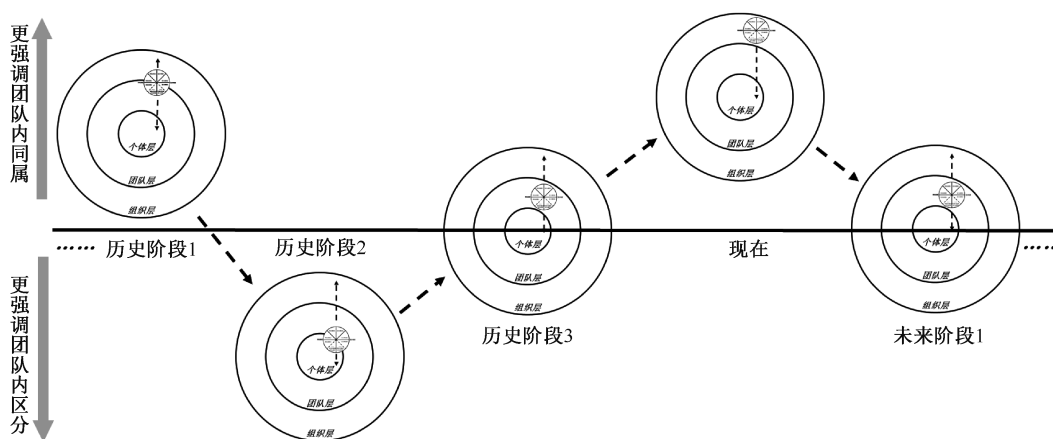 更强调团队内同属
更强调团队内区分
个体层
团队层
组织层
…… 历史阶段1
历史阶段2
个体层
团队层
组织层
个体层
团队层
组织层
历史阶段3
个体层
团队层
组织层
现在
个体层
团队层
组织层
未来阶段1
……